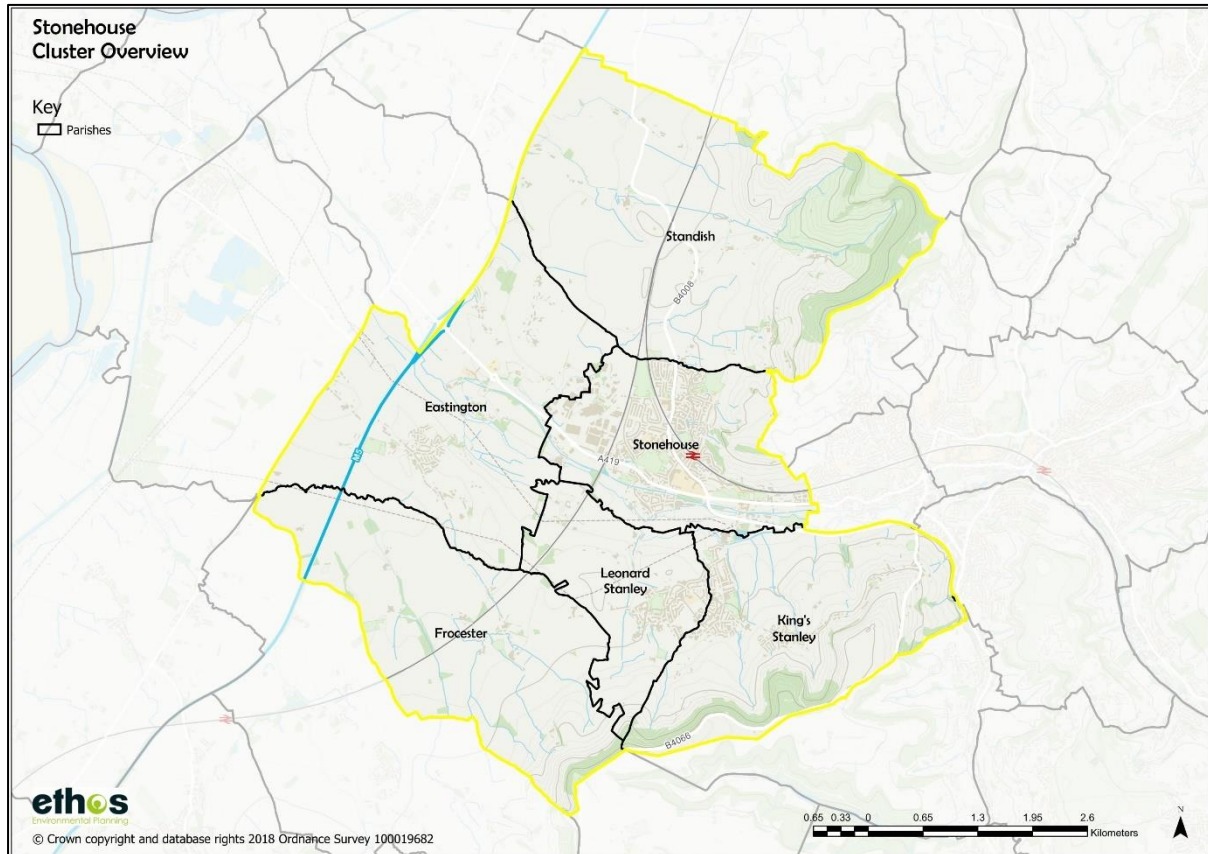 Stonehouse
Cluster Overview
Key
Parishes
Standish
B4008
Eastington
Stonehouse
A419
M5
Leonard
Stanley
King's
Stanley
Frocester
B4066
ethos
Environmental Planning
© Crown copyright and database rights 2018 Ordnance Survey 100019682
0.65 0.33 0 0.65 1.3 1.95 2.6
Kilometers
N